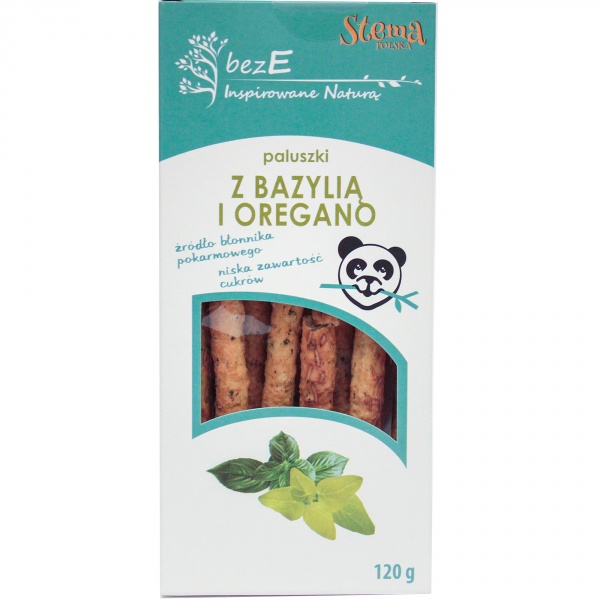 Stema
POLSKA
bezE
Inspirowane Naturą
paluszki
Z BAZYLIĄ
I OREGANO
źródło błonnika
pokarmowego
niska zawartość
cukrów
120 g